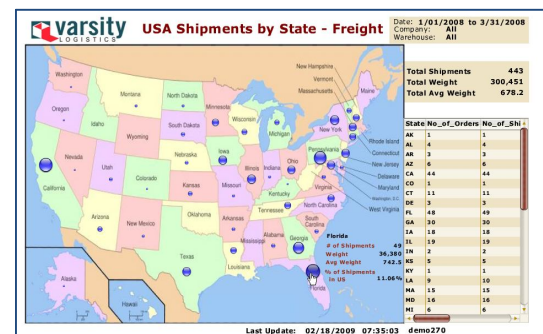 varsity
LOGISTICS
USA Shipments by State - Freight
Date: 1/01/2008 to 3/31/2008
Company: All
Warehouse: All
Total Shipments 443
Total Weight 300,451
Total Avg Weight 678.2
Washington
Oregon
California
Nevada
Idaho
Montana
Wyoming
Utah
Colorado
Arizona
New Mexico
North Dakota
South Dakota
Nebraska
Kansas
Oklahoma
Texas
Minnesota
Iowa
Missouri
Arkansas
Louisiana
Wisconsin
Illinois
Michigan
Indiana
Ohio
Kentucky
Tennessee
Mississippi
Alabama
Georgia
Florida
South Carolina
North Carolina
Virginia
Pennsylvania
New York
Maine
New Hampshire
Vermont
Massachusetts
Rhode Island
Connecticut
New Jersey
Delaware
Maryland
Washington, D.C.
West Virginia
Alaska
Hawaii
Florida
# of Shipments 49
Weight 36,380
Avg Weight 742.5
% of Shipments in US 11.06%
State No_of_Orders No_of_Shi
AK 1 1
AL 4 4
AR 3 3
AZ 6 6
CA 44 44
CO 1 1
CT 11 11
DE 3 3
FL 48 49
GA 30 30
IA 18 18
IL 19 19
IN 2 2
KS 5 5
KY 1 1
LA 9 10
MA 15 15
MD 16 16
MI 6 6
Last Update: 02/18/2009 07:35:03 demo270